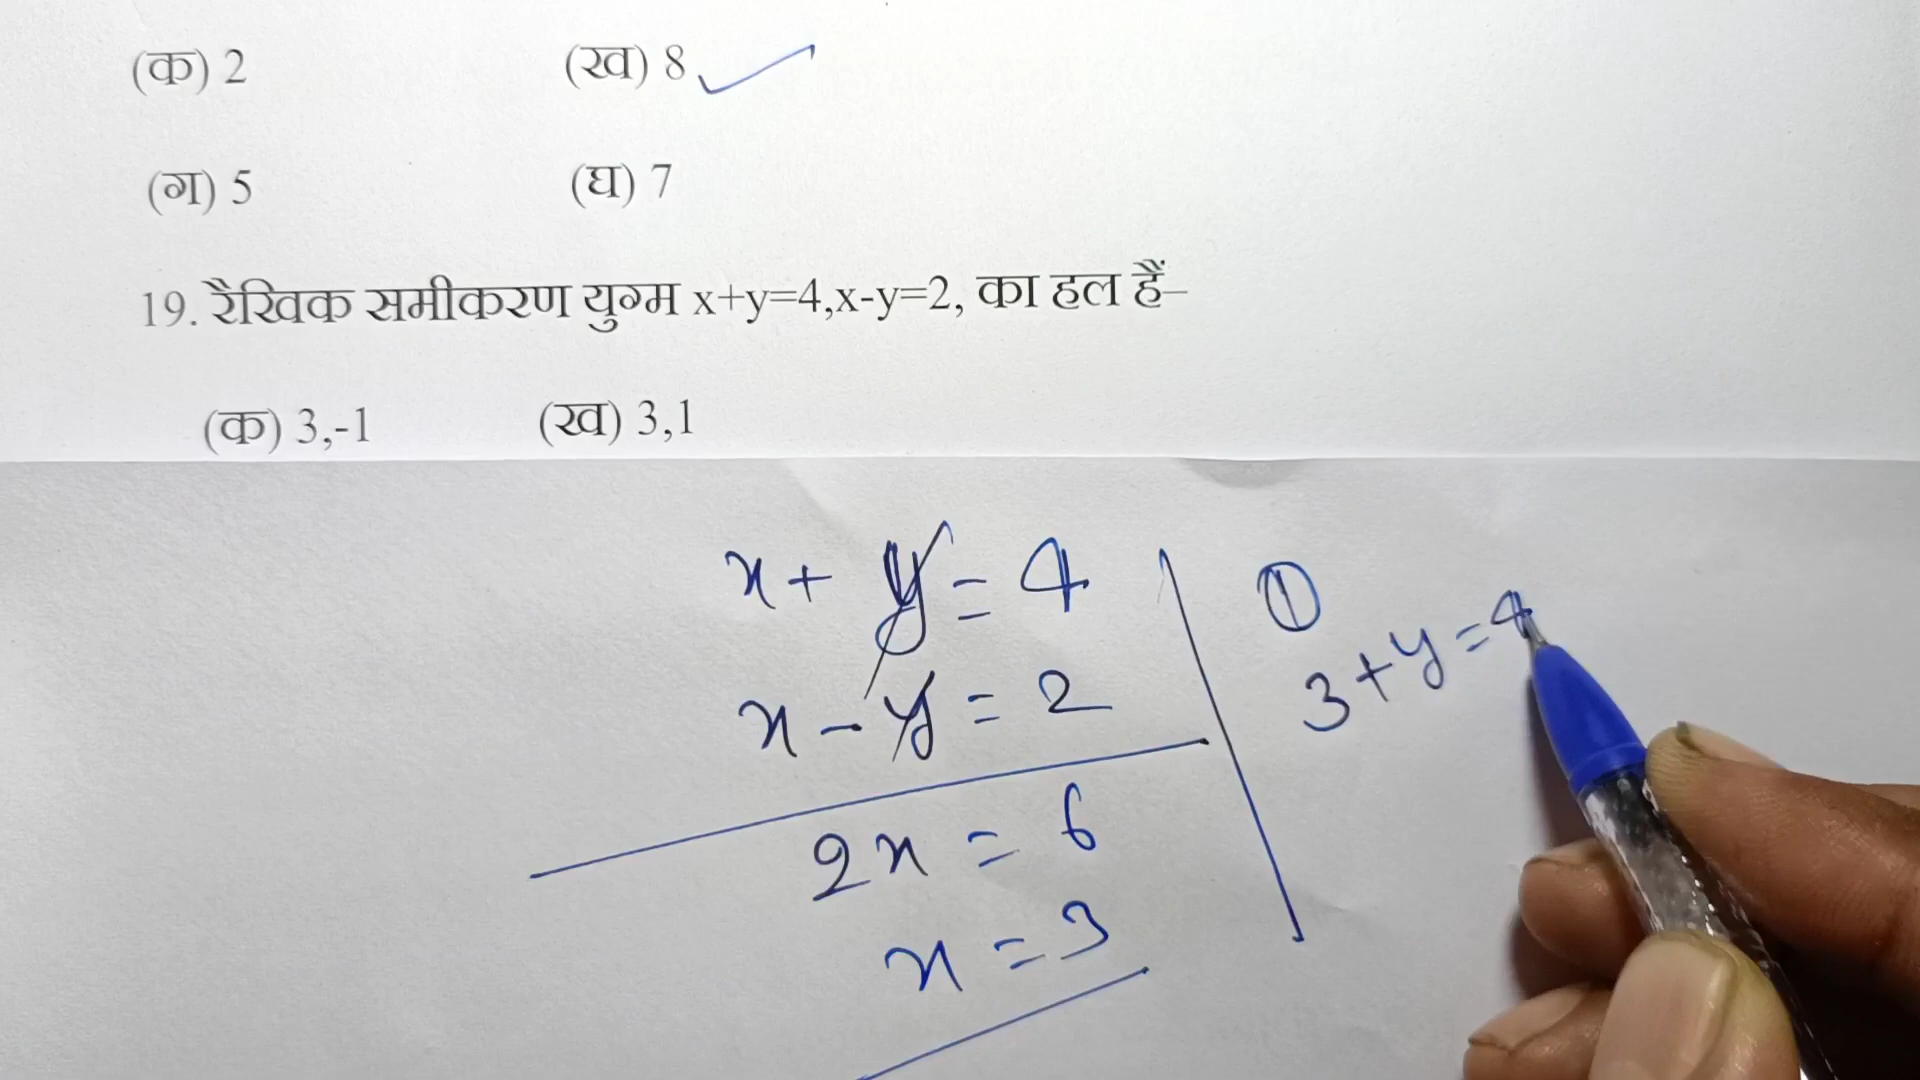 (क) 2 (ख) 8
(ग) 5 (घ) 7
19. रैखिक समीकरण युग्म x+y=4,x-y=2, का हल हैं–
(क) 3,-1 (ख) 3,1
x + y = 4
x - y = 2
2x = 6
x = 3
①
3+y=4